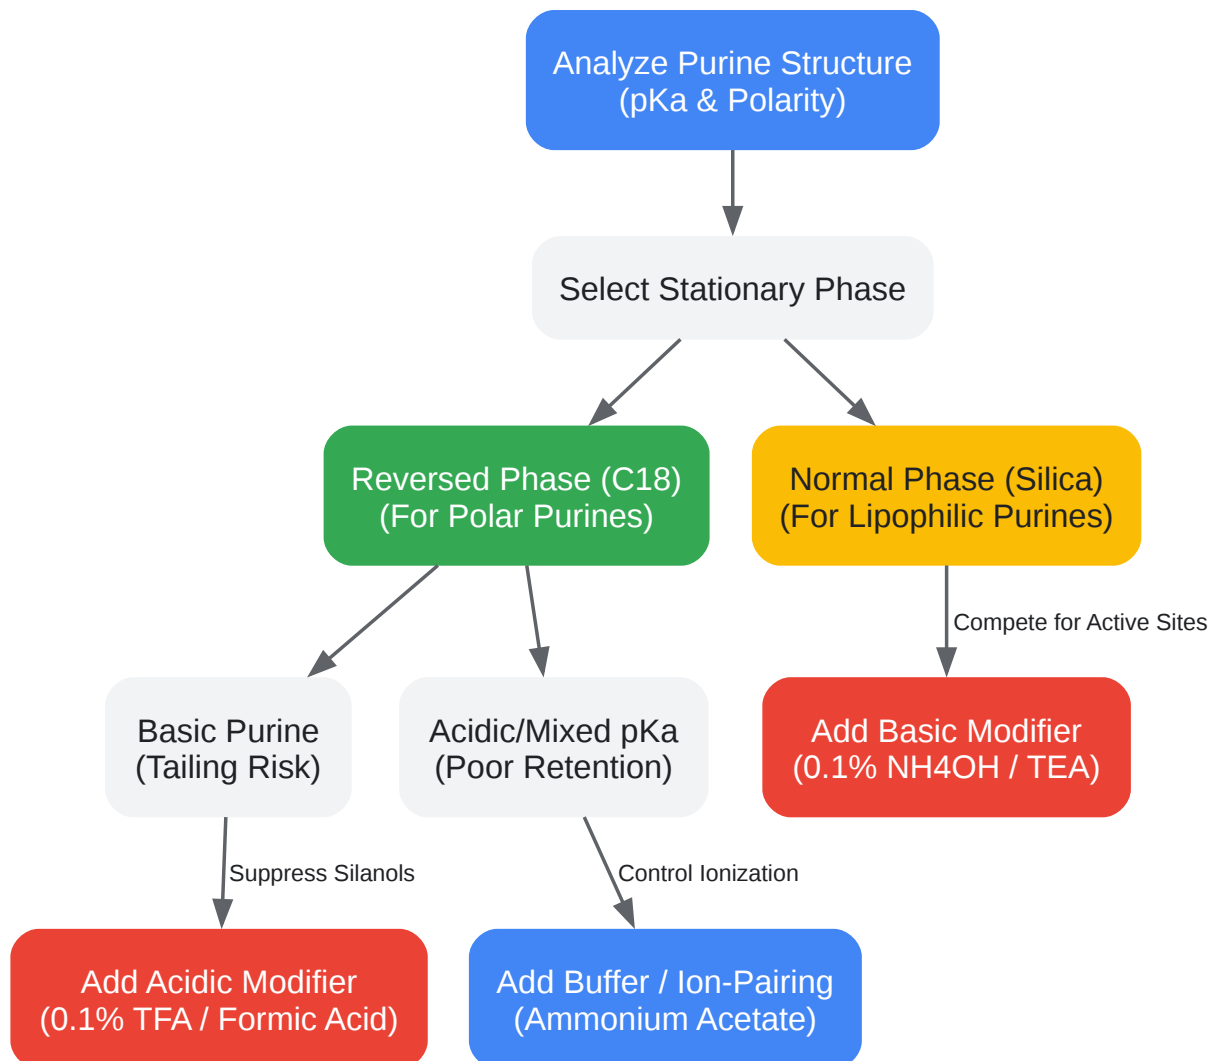 Analyze Purine Structure
(pKa & Polarity)
Select Stationary Phase
Reversed Phase (C18)
(For Polar Purines)
Normal Phase (Silica)
(For Lipophilic Purines)
Compete for Active Sites
Basic Purine
(Tailing Risk)
Acidic/Mixed pKa
(Poor Retention)
Add Basic Modifier
(0.1% NH4OH / TEA)
Suppress Silanols
Control Ionization
Add Acidic Modifier
(0.1% TFA / Formic Acid)
Add Buffer / Ion-Pairing
(Ammonium Acetate)